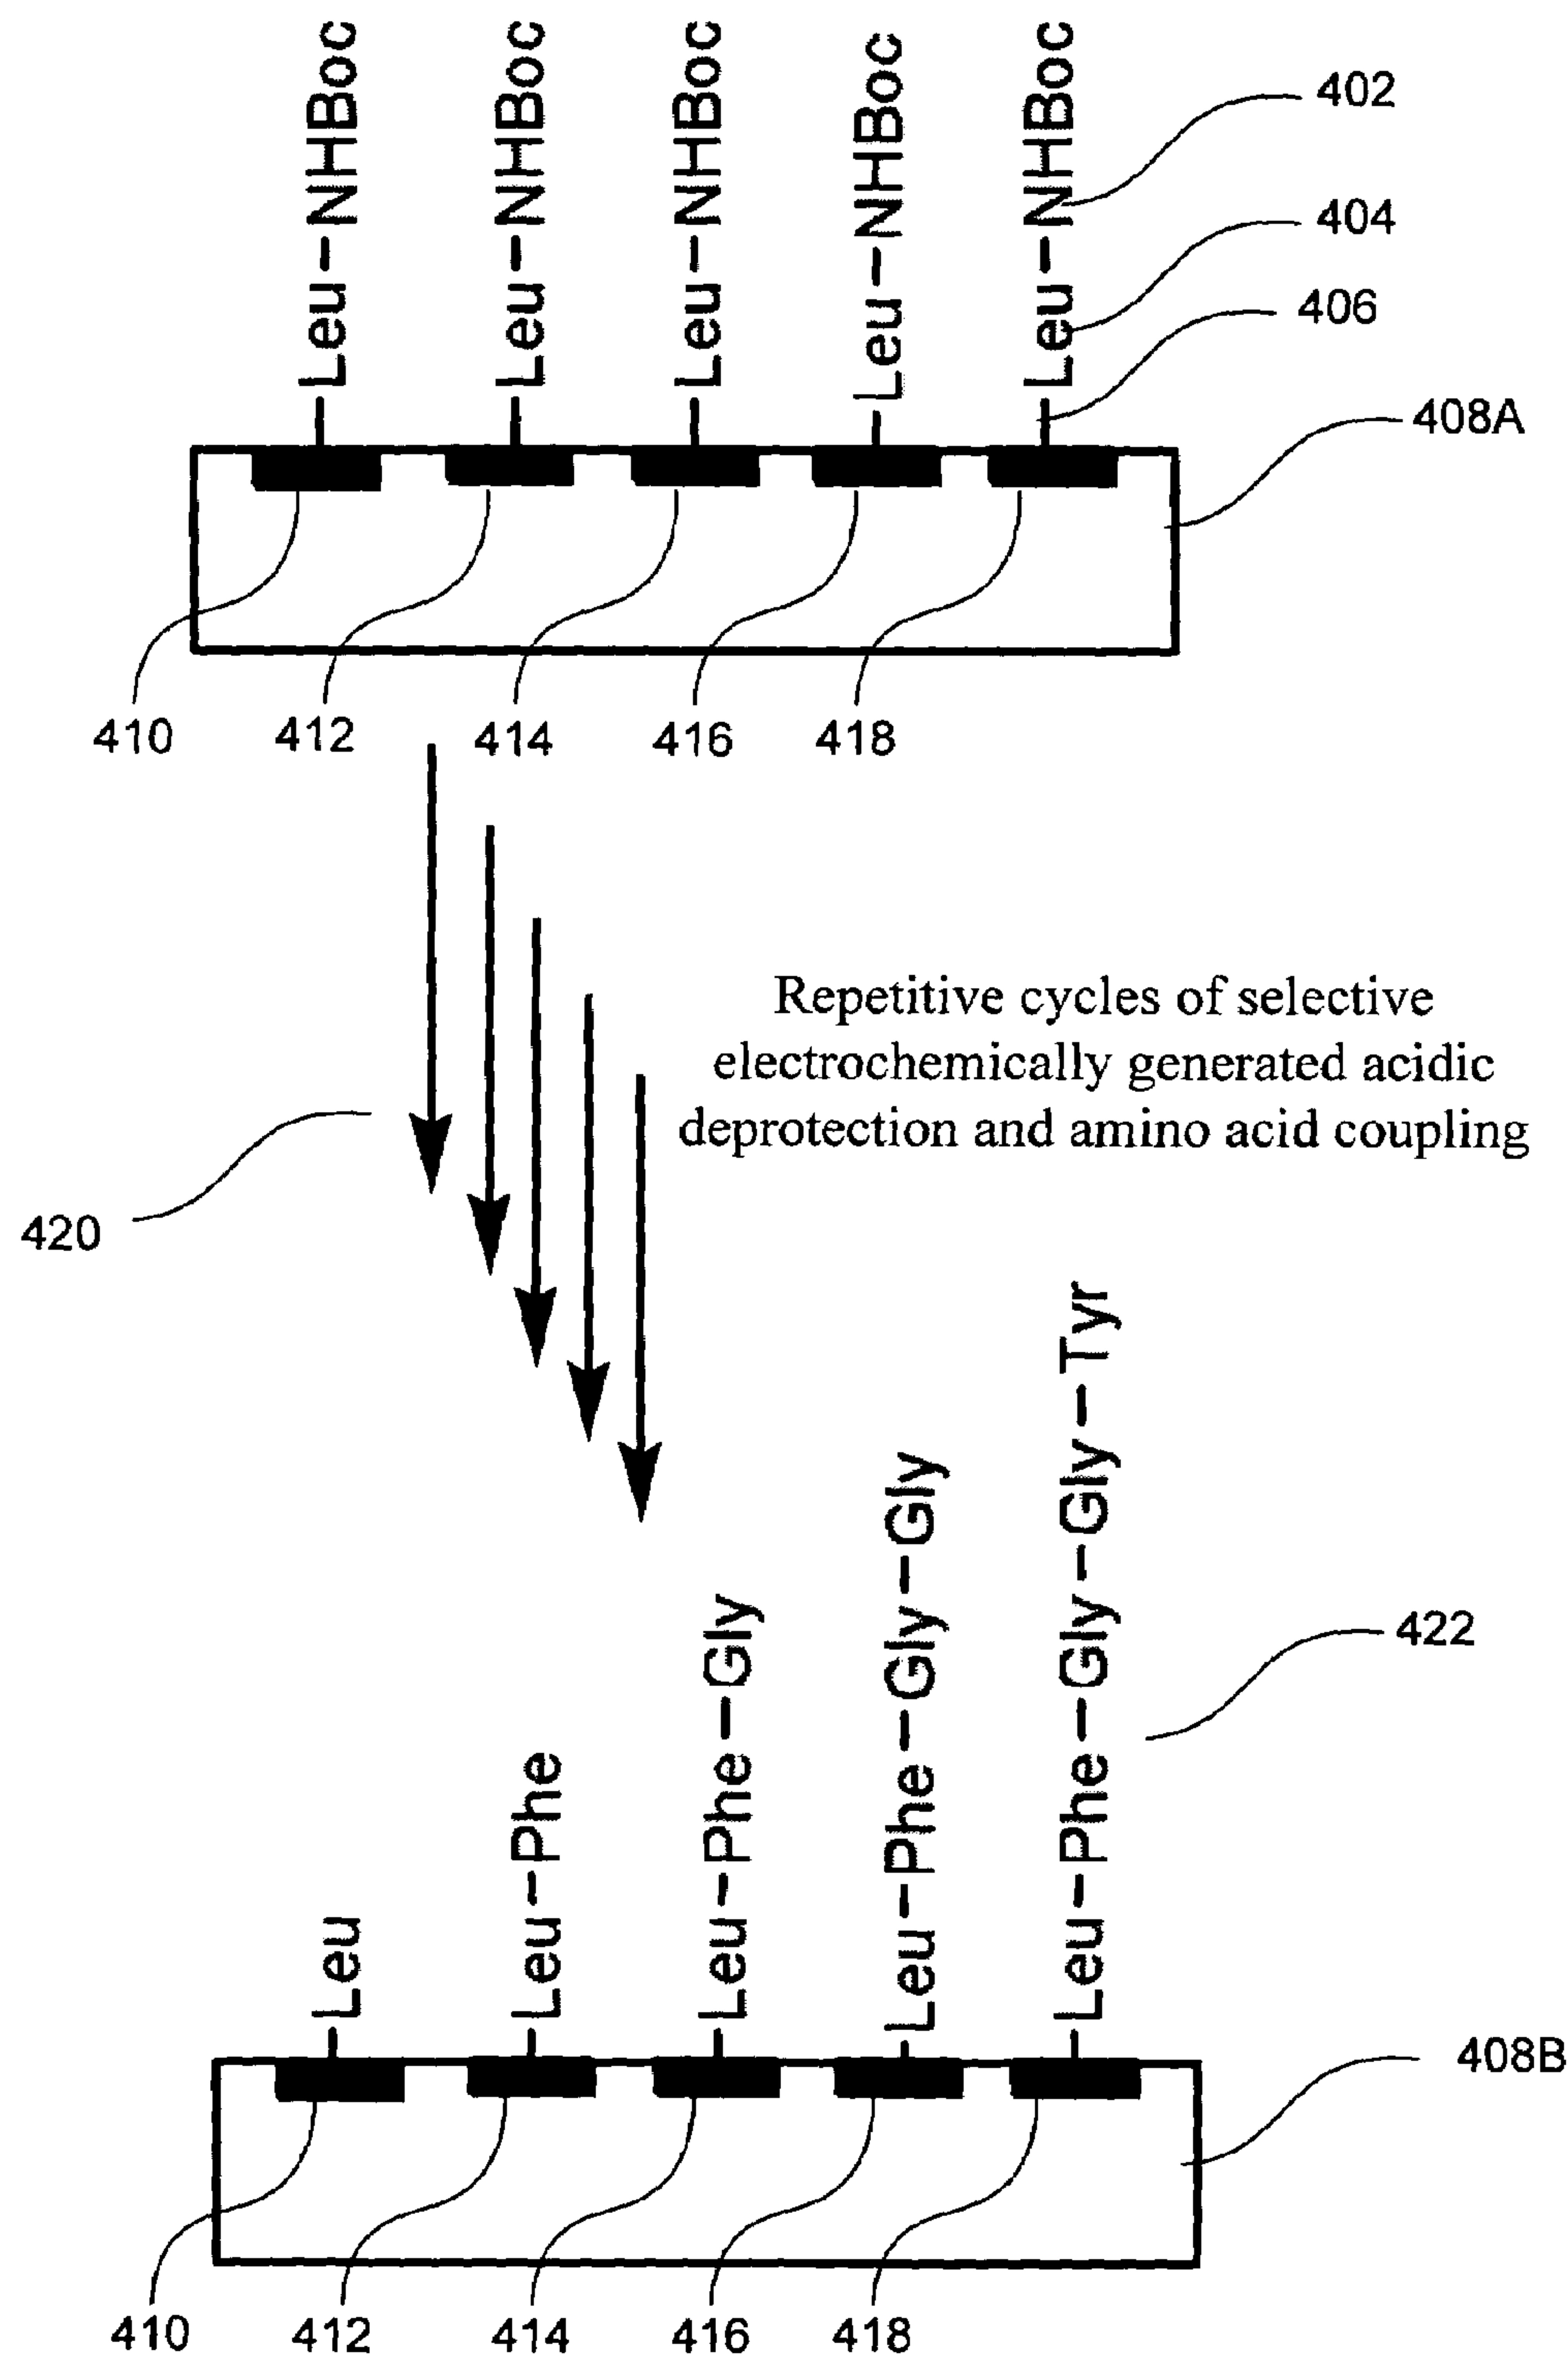 Leu-NHBoc
Leu-NHBoc
Leu-NHBoc
Leu-NHBoc
Leu-NHBoc
402
404
406
408A
410
412
414
416
418
Repetitive cycles of selective
electrochemically generated acidic
deprotection and amino acid coupling
420
Leu
Leu-Phe
Leu-Phe-Gly
Leu-Phe-Gly-Gly
Leu-Phe-Gly-Gly-Tyr
422
408B
410
412
414
416
418